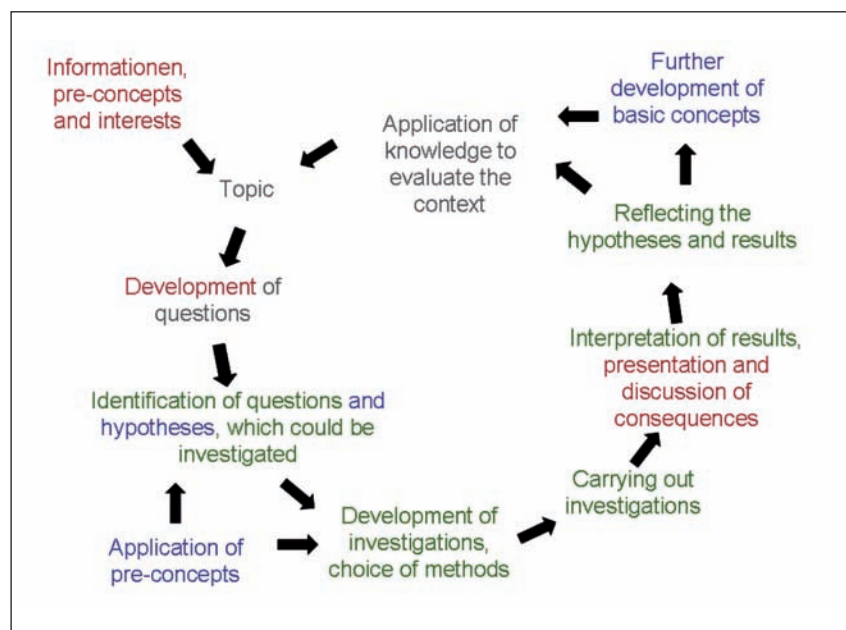 Informationen,
pre-concepts
and interests
Topic
Development of
questions
Identification of questions and
hypotheses, which could be
investigated
Application of
pre-concepts
Development of
investigations,
choice of methods
Carrying out
investigations
Interpretation of results,
presentation and
discussion of
consequences
Reflecting the
hypotheses and results
Further
development of
basic concepts
Application of
knowledge to
evaluate the
context